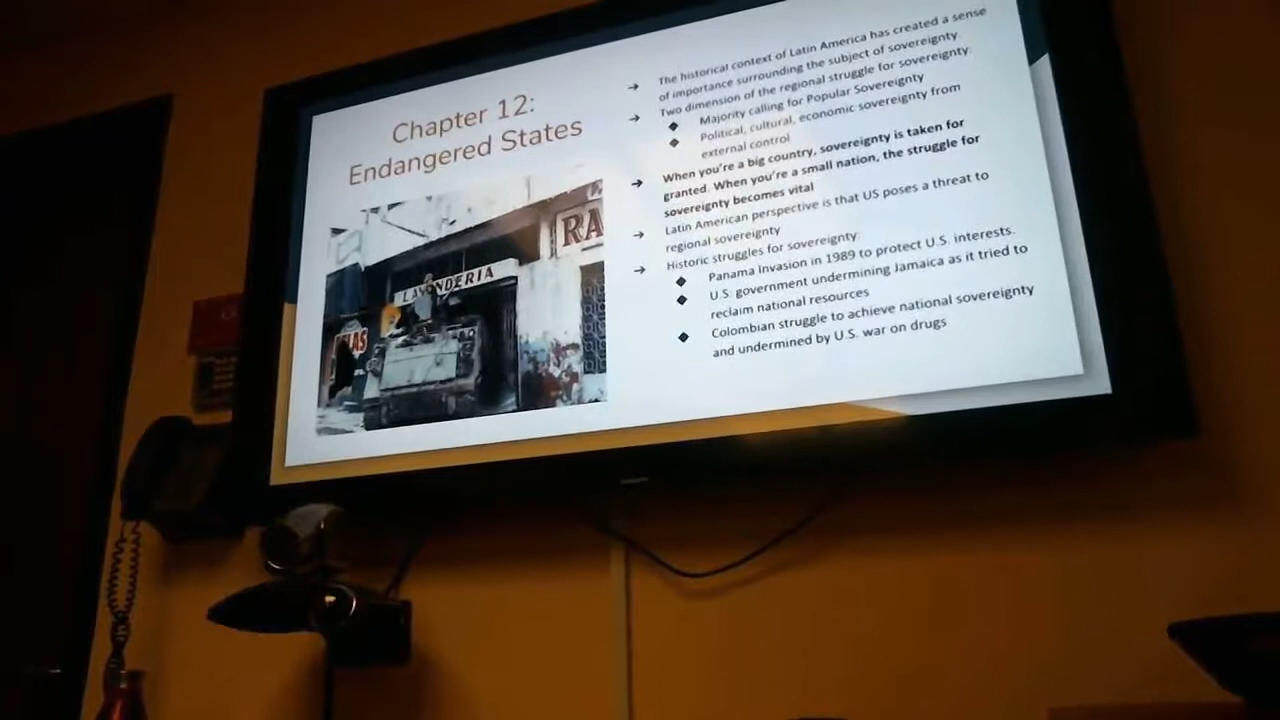 Chapter 12:
Endangered States
LAVANDERIA
RA
LAS
The historical context of Latin America has created a sense
of importance surrounding the subject of sovereignty
Two dimension of the regional struggle for sovereignty:
Majority calling for Popular Sovereignty
Political, cultural, economic sovereignty from
external control
When you're a big country, sovereignty is taken for
granted. When you're a small nation, the struggle for
sovereignty becomes vital
Latin American perspective is that US poses a threat to
regional sovereignty
Historic struggles for sovereignty:
Panama Invasion in 1989 to protect U.S. interests.
U.S. government undermining Jamaica as it tried to
reclaim national resources
Colombian struggle to achieve national sovereignty
and undermined by U.S. war on drugs